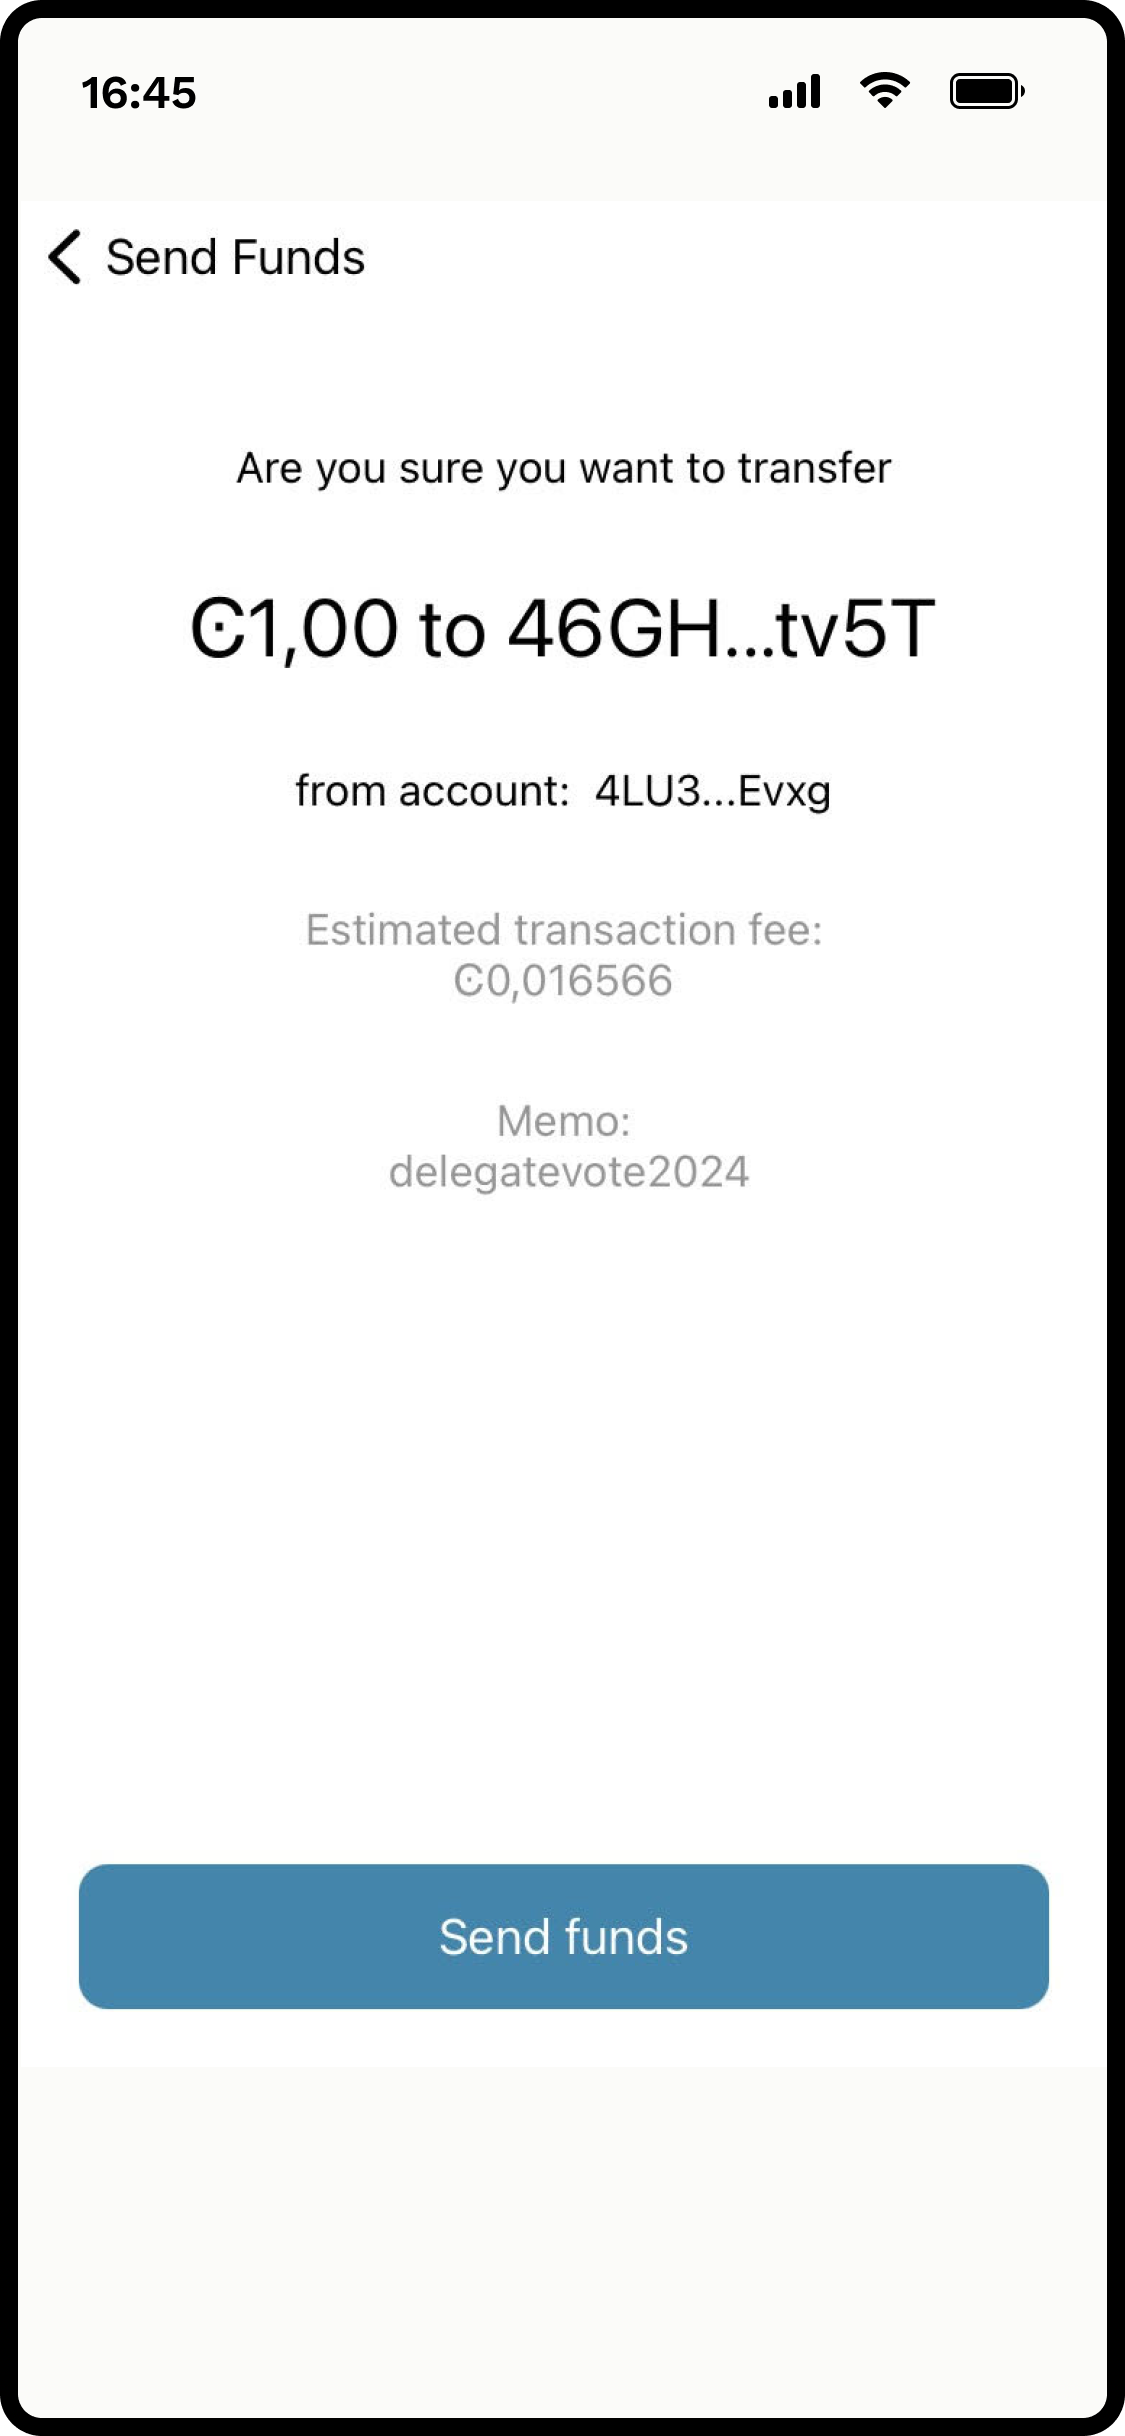 16:45
Send Funds
Are you sure you want to transfer
Ͼ1,00 to 46GH...tv5T
from account: 4LU3...Evxg
Estimated transaction fee:
Ͼ0,016566
Memo:
delegatevote2024
Send funds